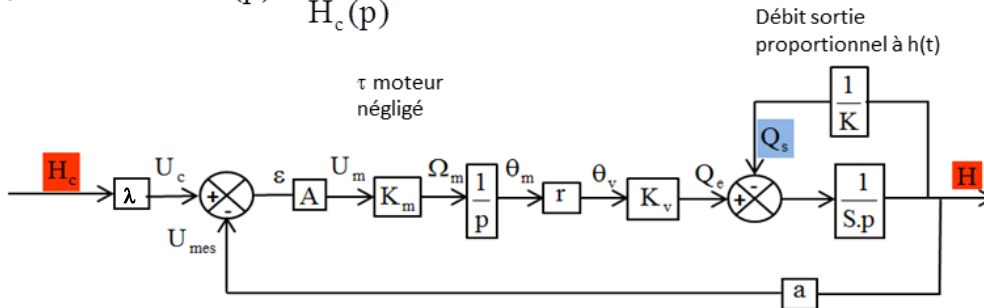 (p)
H_c(p)
Débit sortie
proportionnel à h(t)
τ moteur
négligé
1
K
Q_s
H_c
U_c
ε
U_m
Ω_m
θ_m
θ_v
Q_e
H
λ
+
-
A
K_m
1
p
r
K_v
-
+
1
S.p
U_mes
a